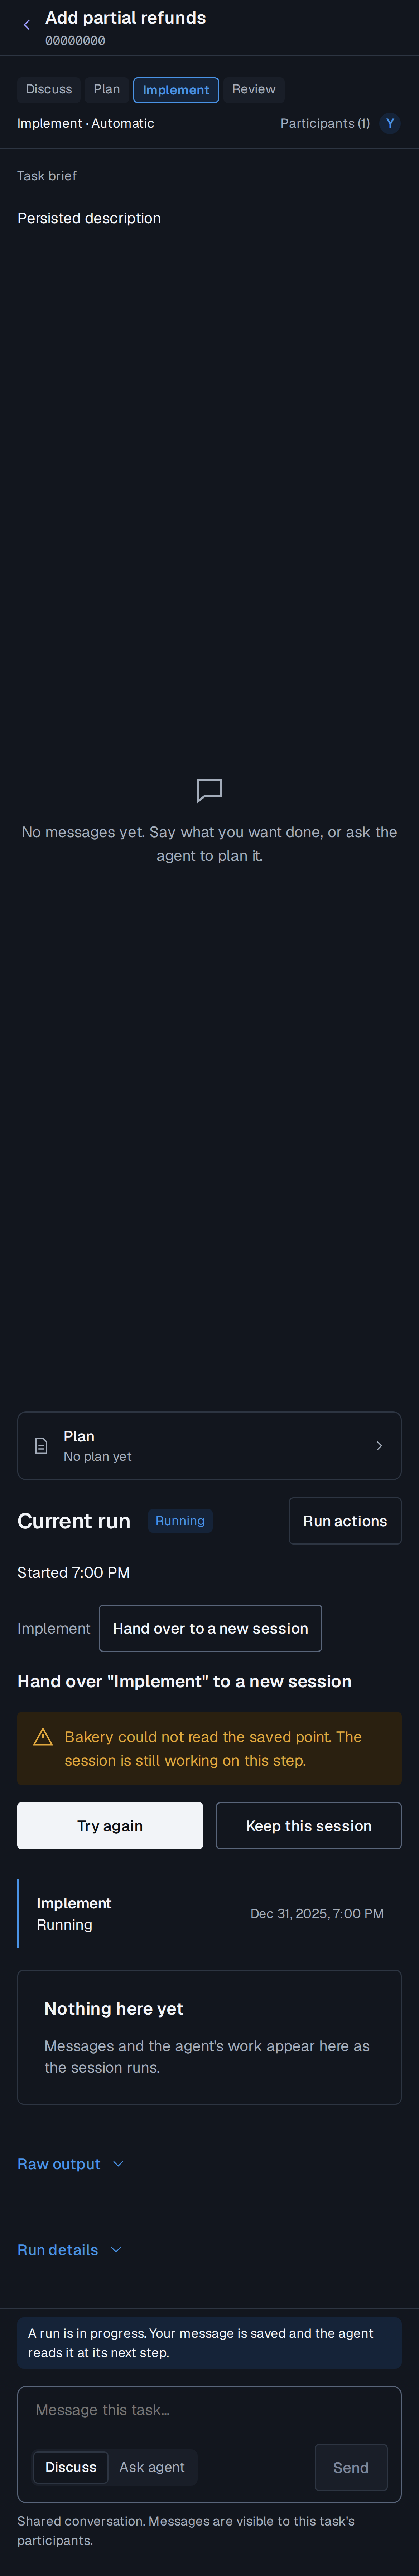 Add partial refunds
00000000
Discuss
Plan
Implement
Review
Implement · Automatic
Participants (1)
Y
Task brief
Persisted description
No messages yet. Say what you want done, or ask the
agent to plan it.
Plan
No plan yet
Current run
Running
Run actions
Started 7:00 PM
Implement
Hand over to a new session
Hand over "Implement" to a new session
Bakery could not read the saved point. The
session is still working on this step.
Try again
Keep this session
Implement
Running
Dec 31, 2025, 7:00 PM
Nothing here yet
Messages and the agent's work appear here as
the session runs.
Raw output
Run details
A run is in progress. Your message is saved and the agent
reads it at its next step.
Message this task...
Discuss
Ask agent
Send
Shared conversation. Messages are visible to this task's
participants.